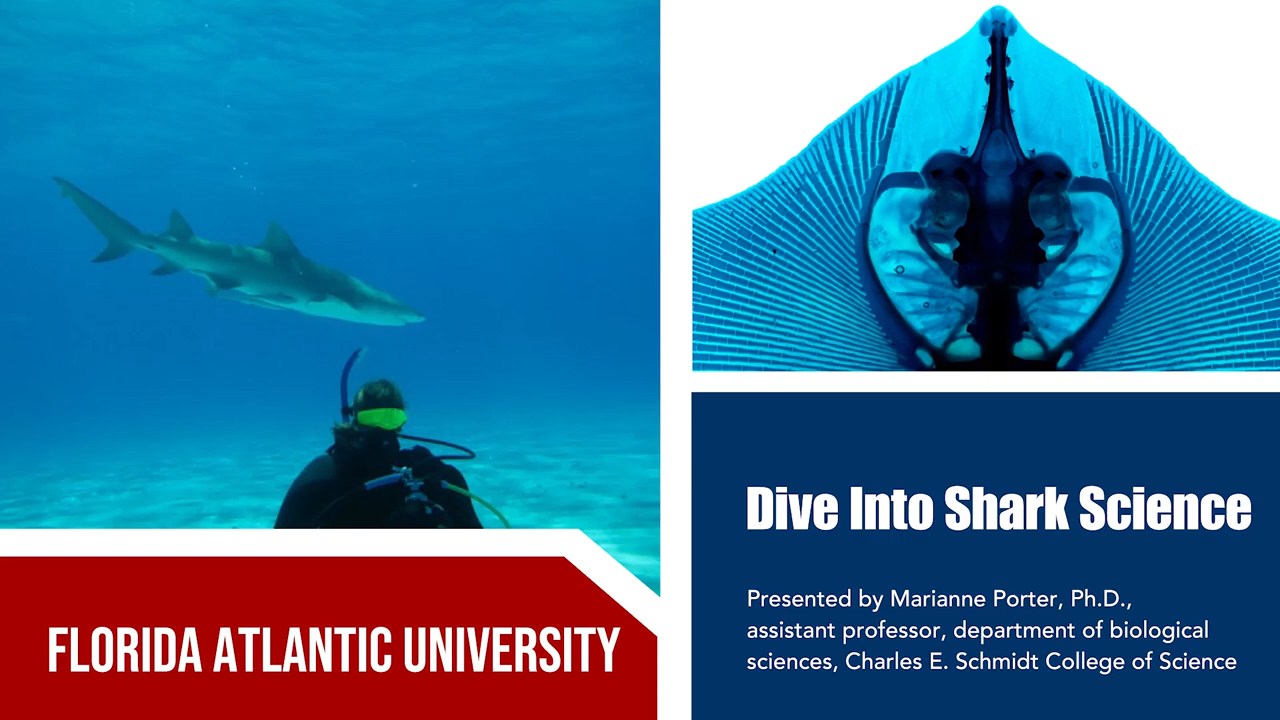 FLORIDA ATLANTIC UNIVERSITY
Dive Into Shark Science
Presented by Marianne Porter, Ph.D.,
assistant professor, department of biological
sciences, Charles E. Schmidt College of Science